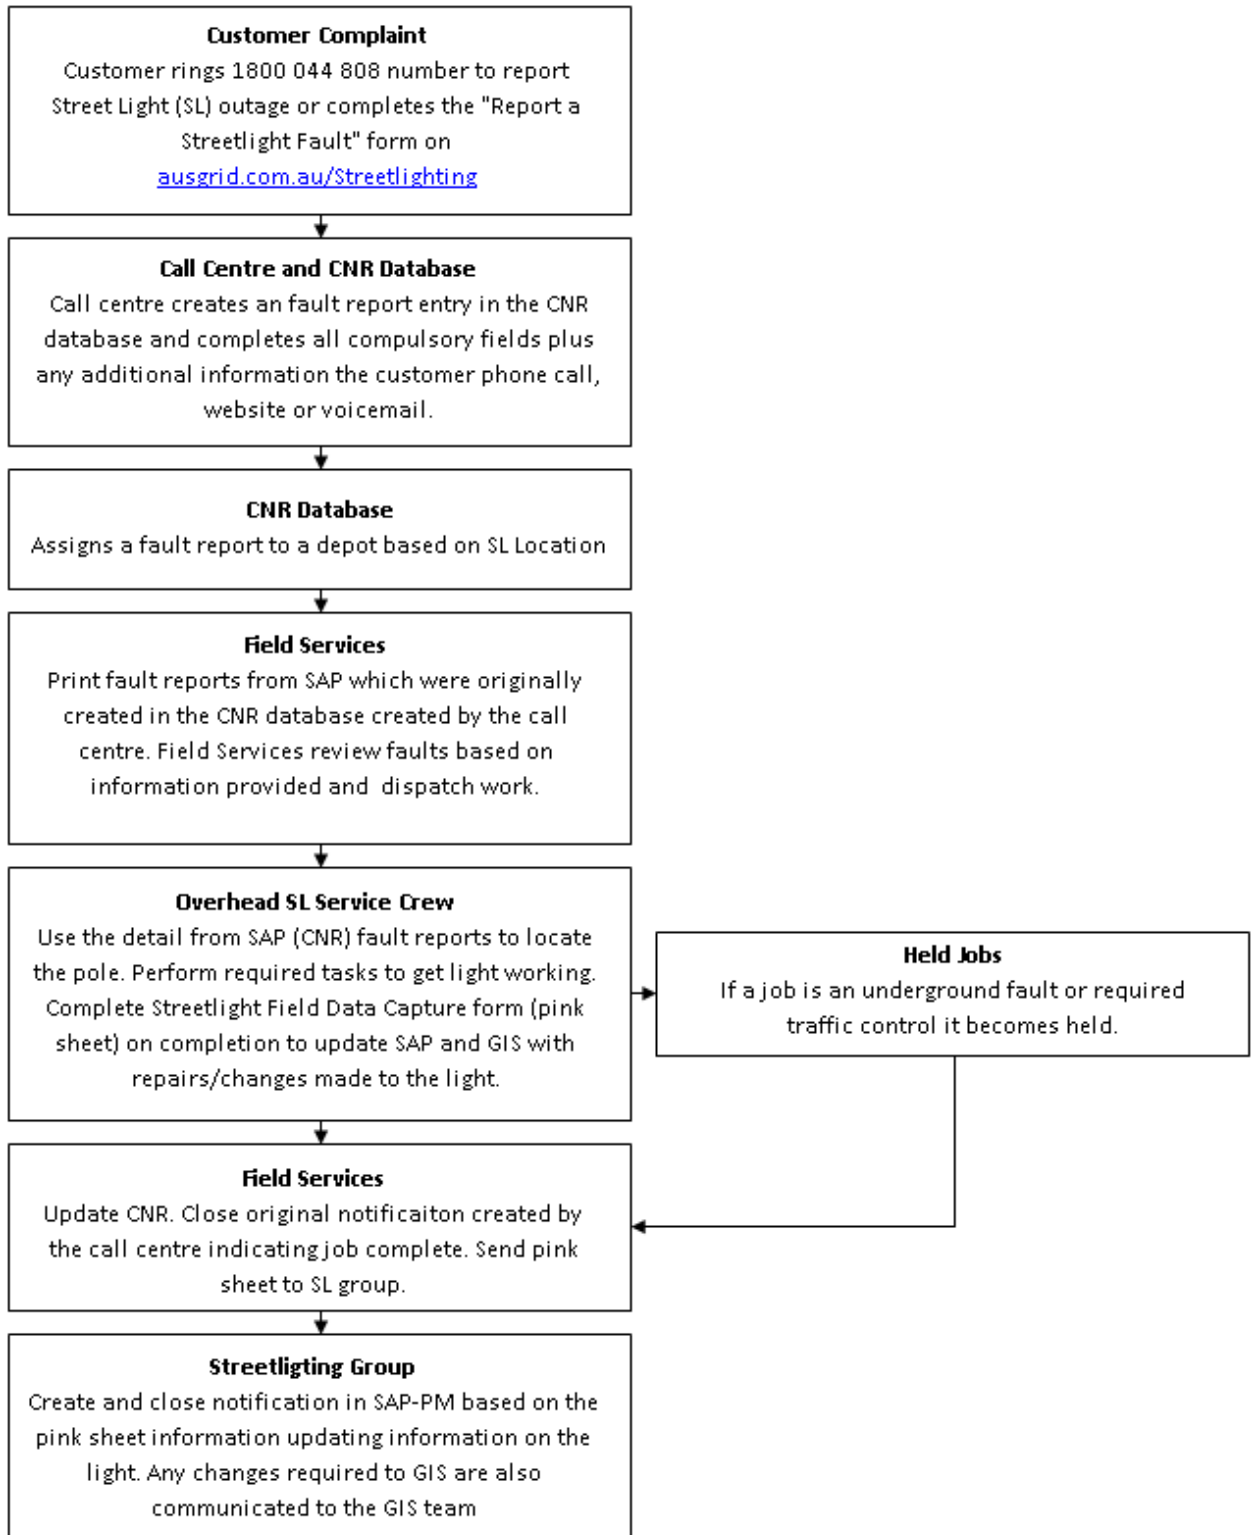 Customer Complaint
Customer rings 1800 044 808 number to report
Street Light (SL) outage or completes the "Report a
Streetlight Fault" form on
ausgrid.com.au/Streetlighting
Call Centre and CNR Database
Call centre creates an fault report entry in the CNR
database and completes all compulsory fields plus
any additional information the customer phone call,
website or voicemail.
CNR Database
Assigns a fault report to a depot based on SL Location
Field Services
Print fault reports from SAP which were originally
created in the CNR database created by the call
centre. Field Services review faults based on
information provided and  dispatch work.
Overhead SL Service Crew
Use the detail from SAP (CNR) fault reports to locate
the pole. Perform required tasks to get light working.
Complete Streetlight Field Data Capture form (pink
sheet) on completion to update SAP and GIS with
repairs/changes made to the light.
Held Jobs
If a job is an underground fault or required
traffic control it becomes held.
Field Services
Update CNR. Close original notificaiton created by
the call centre indicating job complete. Send pink
sheet to SL group.
Streetligting Group
Create and close notification in SAP-PM based on the
pink sheet information updating information on the
light. Any changes required to GIS are also
communicated to the GIS team